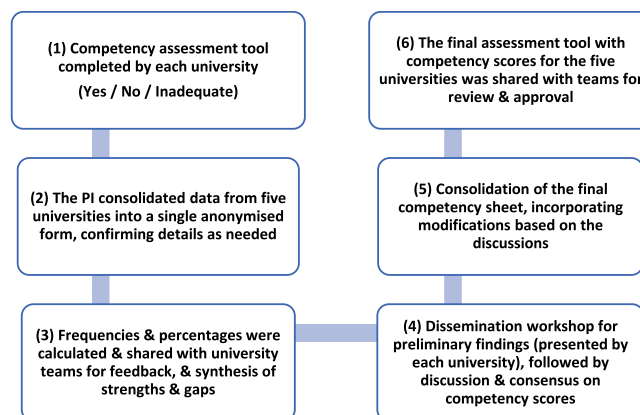 (1) Competency assessment tool
completed by each university
(Yes / No / Inadequate)
(2) The PI consolidated data from five
universities into a single anonymised
form, confirming details as needed
(3) Frequencies & percentages were
calculated & shared with university
teams for feedback, & synthesis of
strengths & gaps
(4) Dissemination workshop for
preliminary findings (presented by
each university), followed by
discussion & consensus on
competency scores
(5) Consolidation of the final
competency sheet, incorporating
modifications based on the
discussions
(6) The final assessment tool with
competency scores for the five
universities was shared with teams for
review & approval